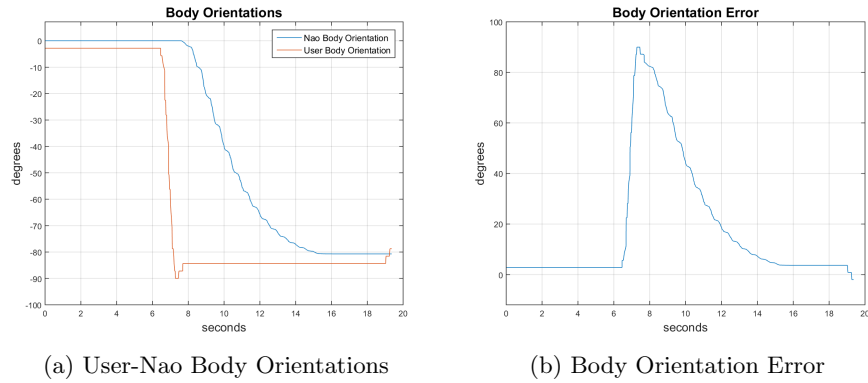 Body Orientations
Nao Body Orientation
User Body Orientation
degrees
0
-10
-20
-30
-40
-50
-60
-70
-80
-90
-100
0 2 4 6 8 10 12 14 16 18 20
seconds
(a) User-Nao Body Orientations
Body Orientation Error
degrees
100
80
60
40
20
0
0 2 4 6 8 10 12 14 16 18 20
seconds
(b) Body Orientation Error